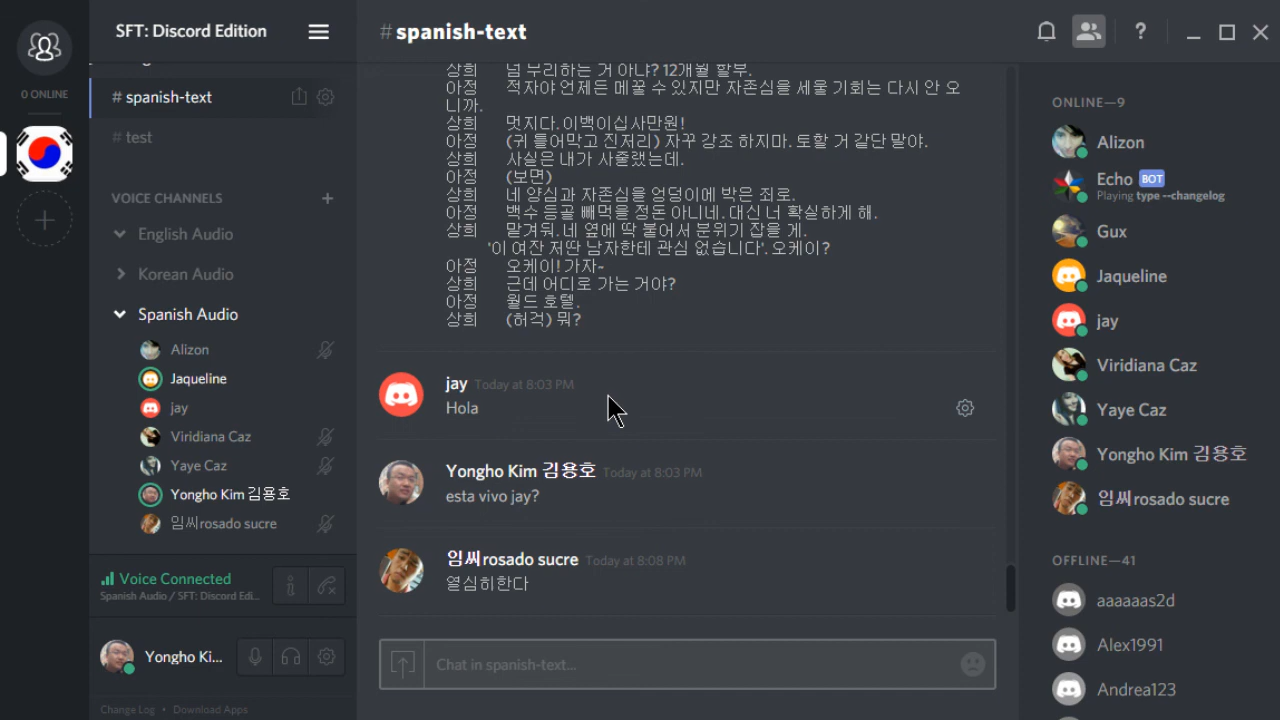 0 ONLINE
SFT: Discord Edition
# spanish-text
# test
VOICE CHANNELS
English Audio
Korean Audio
Spanish Audio
Alizon
Jaqueline
jay
Viridiana Caz
Yaye Caz
Yongho Kim 김용호
임씨rosado sucre
Voice Connected
Spanish Audio / SFT: Discord Edi...
Yongho Ki...
Change Log • Download Apps
# spanish-text
상희 넘 무리하는 거 아냐? 12개월 할부.
아정 적자야 언제든 메꿀 수 있지만 자존심을 세울 기회는 다시 안 오
니까.
상희 멋지다. 이백이십사만원!
아정 (귀 틀어막고 진저리) 자꾸 강조 하지마. 토할 거 같단 말야.
상희 사실은 내가 사줄랬는데.
아정 (보면)
상희 네 양심과 자존심을 엉덩이에 박은 죄로.
아정 백수 등골 빼먹을 정돈 아니네. 대신 너 확실하게 해.
상희 맡겨둬. 네 옆에 딱 붙어서 분위기 잡을 게.
'이 여잔 저딴 남자한테 관심 없습니다'. 오케이?
아정 오케이! 가자~
상희 근데 어디로 가는 거야?
아정 월드 호텔.
상희 (허걱) 뭐?
jay Today at 8:03 PM
Hola
Yongho Kim 김용호 Today at 8:03 PM
esta vivo jay?
임씨rosado sucre Today at 8:08 PM
열심히한다
Chat in spanish-text...
ONLINE—9
Alizon
Echo BOT
Playing type --changelog
Gux
Jaqueline
jay
Viridiana Caz
Yaye Caz
Yongho Kim 김용호
임씨rosado sucre
OFFLINE—41
aaaaaas2d
Alex1991
Andrea123